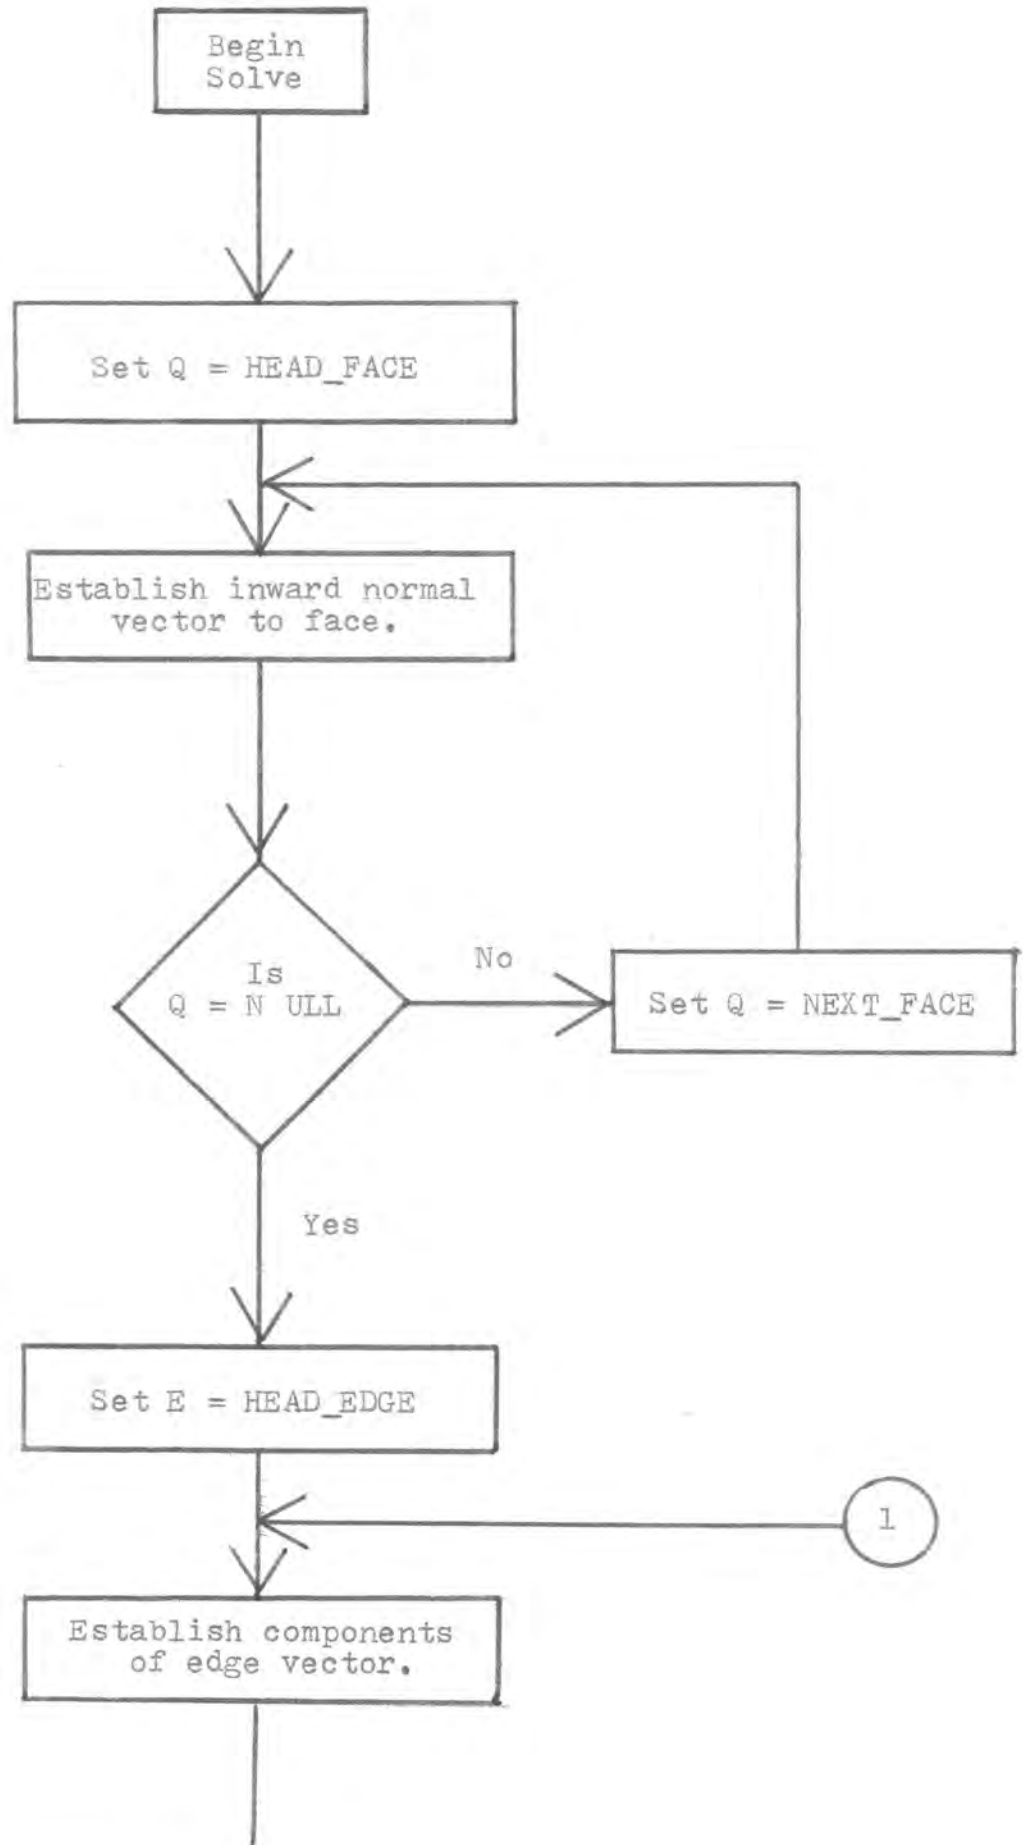 Begin
Solve
Set Q = HEAD_FACE
Establish inward normal
vector to face.
Is
Q = N ULL
No
Set Q = NEXT_FACE
Yes
Set E = HEAD_EDGE
1
Establish components
of edge vector.